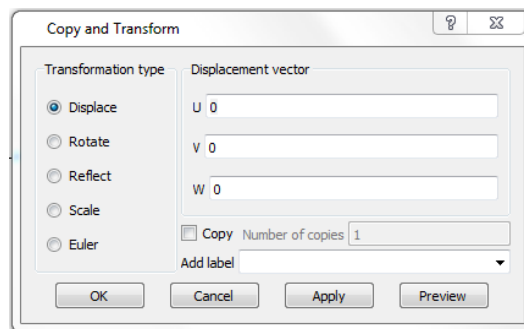 Copy and Transform
Transformation type
Displace
Rotate
Reflect
Scale
Euler
Displacement vector
U 0
V 0
W 0
Copy Number of copies 1
Add label
OK Cancel Apply Preview